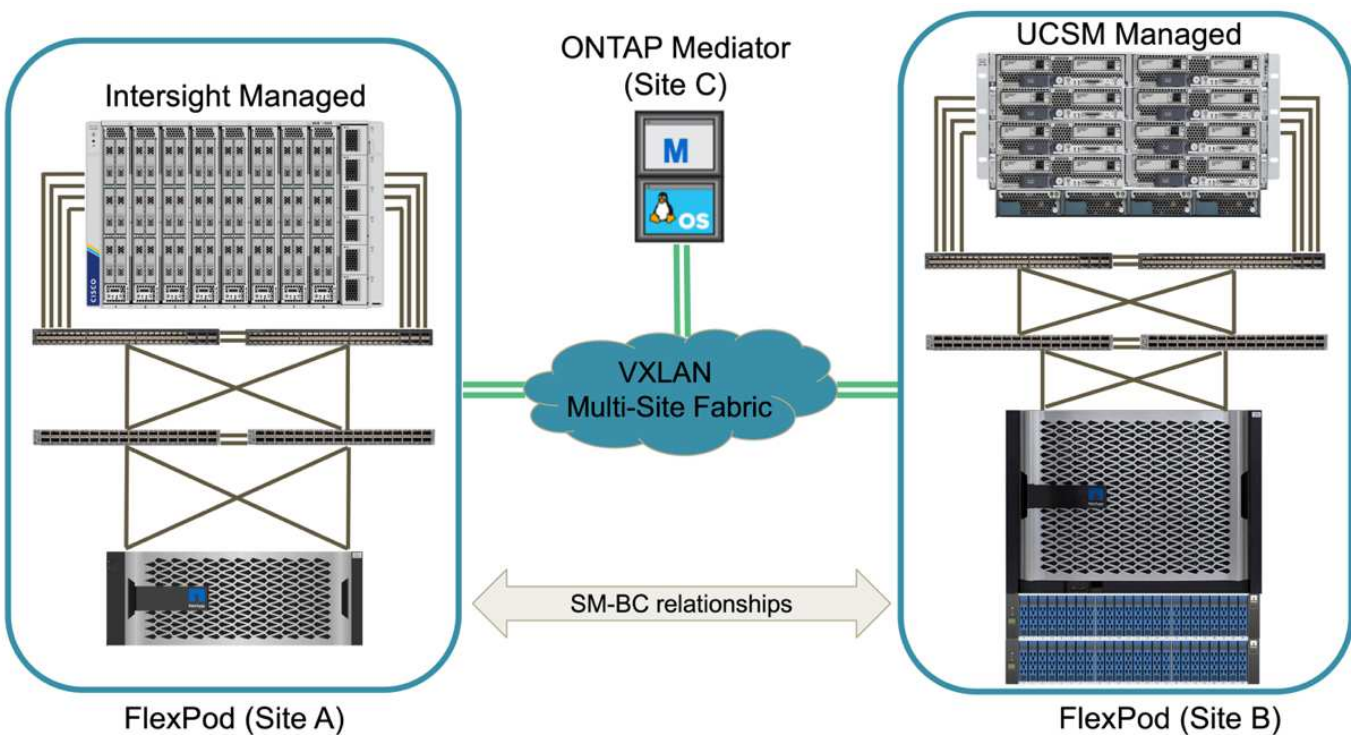 Intersight Managed
ONTAP Mediator
(Site C)
UCSM Managed
M
OS
CISCO
VXLAN
Multi-Site Fabric
SM-BC relationships
FlexPod (Site A)
FlexPod (Site B)